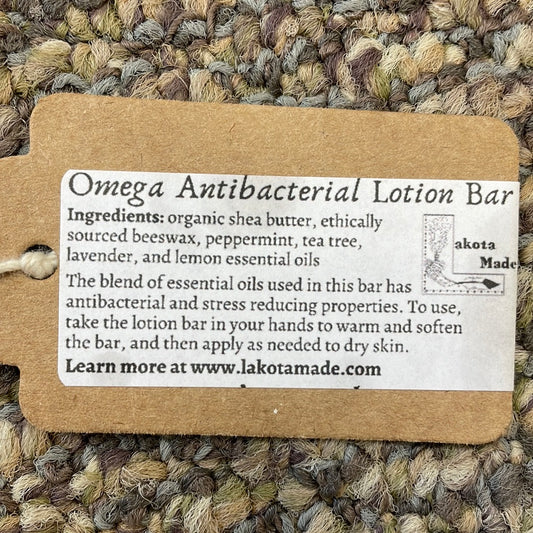 Omega Antibacterial Lotion Bar
Ingredients: organic shea butter, ethically
sourced beeswax, peppermint, tea tree,
lavender, and lemon essential oils
Lakota
Made
The blend of essential oils used in this bar has
antibacterial and stress reducing properties. To use,
take the lotion bar in your hands to warm and soften
the bar, and then apply as needed to dry skin.
Learn more at www.lakotamade.com